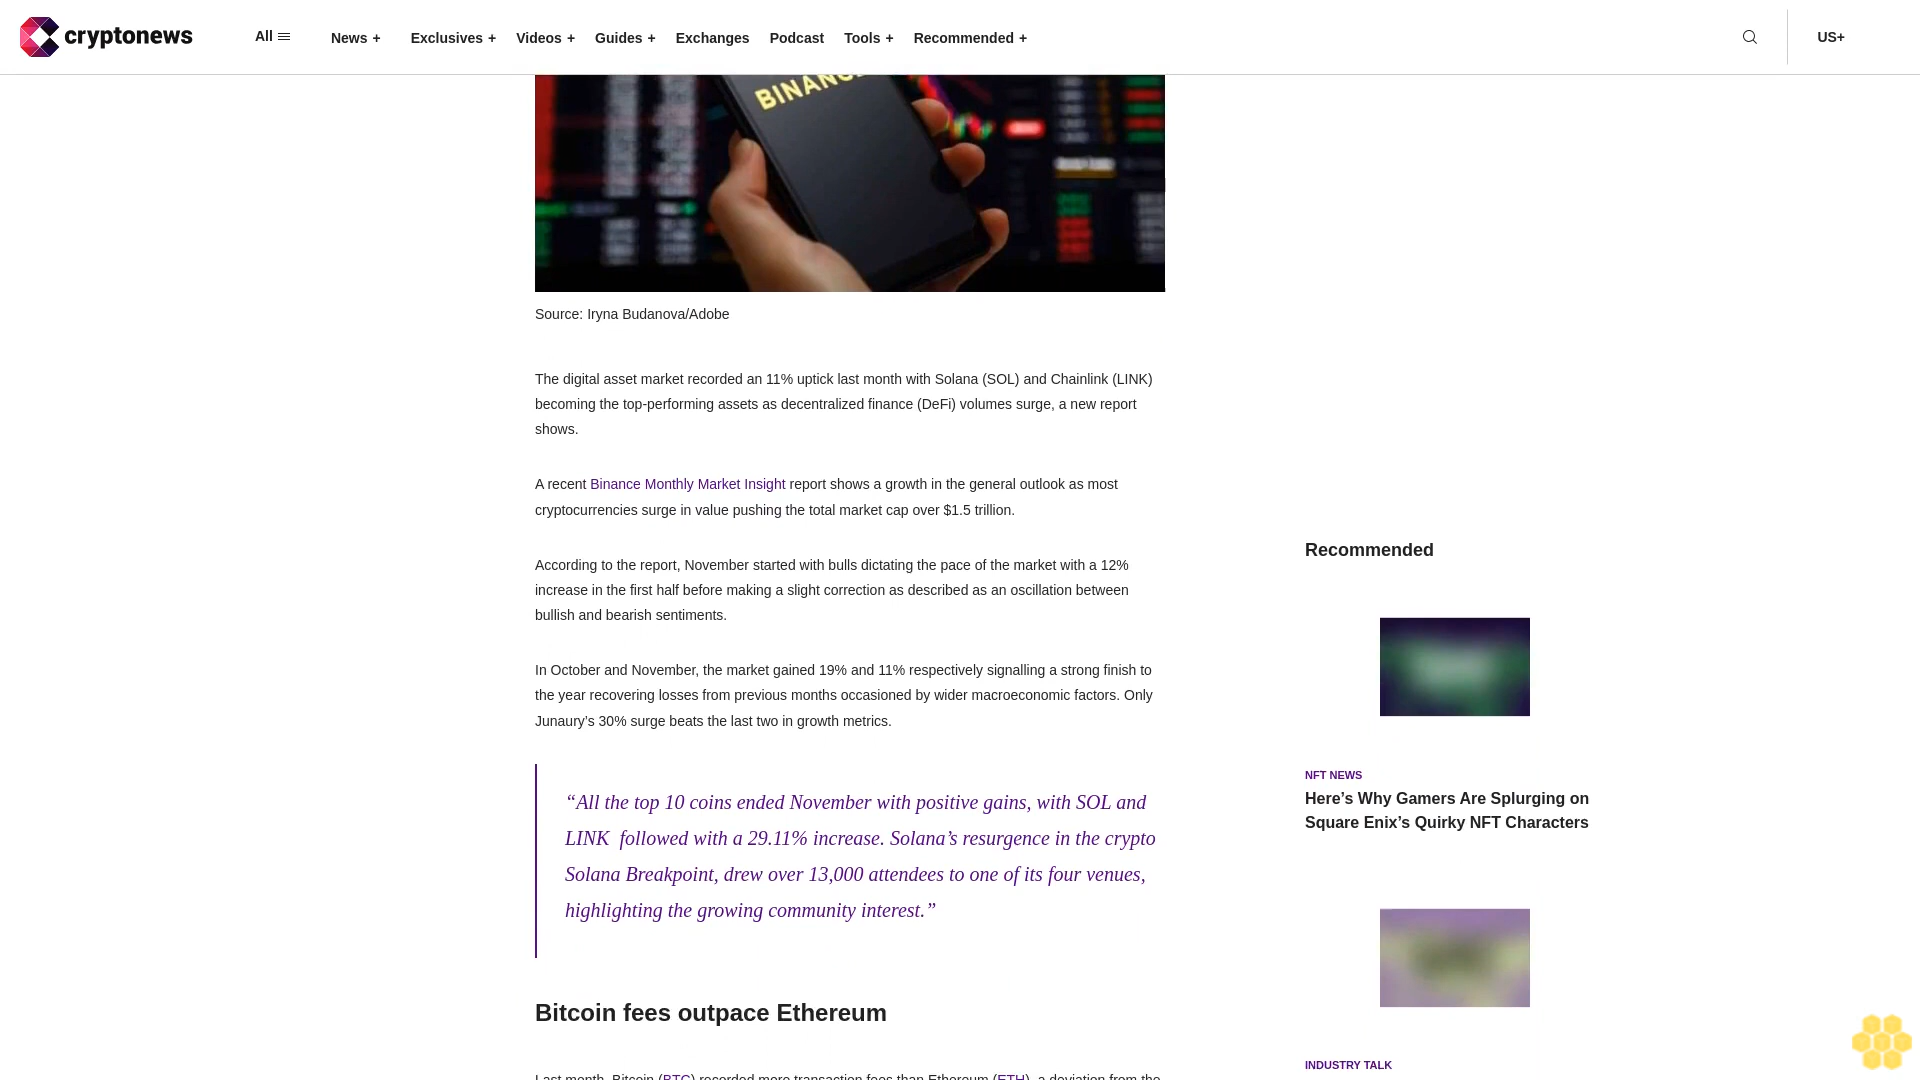 cryptonews
All
News +
Exclusives +
Videos +
Guides +
Exchanges
Podcast
Tools +
Recommended +
US+
BINANCE
Source: Iryna Budanova/Adobe
The digital asset market recorded an 11% uptick last month with Solana (SOL) and Chainlink (LINK)
becoming the top-performing assets as decentralized finance (DeFi) volumes surge, a new report
shows.
A recent Binance Monthly Market Insight report shows a growth in the general outlook as most
cryptocurrencies surge in value pushing the total market cap over $1.5 trillion.
According to the report, November started with bulls dictating the pace of the market with a 12%
increase in the first half before making a slight correction as described as an oscillation between
bullish and bearish sentiments.
In October and November, the market gained 19% and 11% respectively signalling a strong finish to
the year recovering losses from previous months occasioned by wider macroeconomic factors. Only
Junaury’s 30% surge beats the last two in growth metrics.
“All the top 10 coins ended November with positive gains, with SOL and
LINK  followed with a 29.11% increase. Solana’s resurgence in the crypto
Solana Breakpoint, drew over 13,000 attendees to one of its four venues,
highlighting the growing community interest.”
Bitcoin fees outpace Ethereum
Last month, Bitcoin (BTC) recorded more transaction fees than Ethereum (ETH), a deviation from the
Recommended
NFT NEWS
Here’s Why Gamers Are Splurging on
Square Enix’s Quirky NFT Characters
INDUSTRY TALK